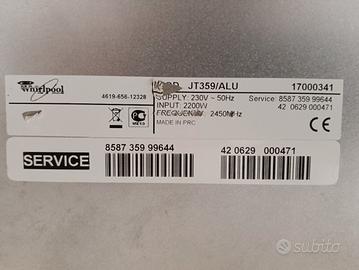 Whirlpool
4619-656-12328
JT359/ALU
17000341
SUPPLY: 230V ~ 50Hz
Service: 8587 359 99644
INPUT: 2200W
42 0629 000471
FREQUENCY 2450MHz
MADE IN PRC
SERVICE
8587 359 99644
42 0629 000471
subito